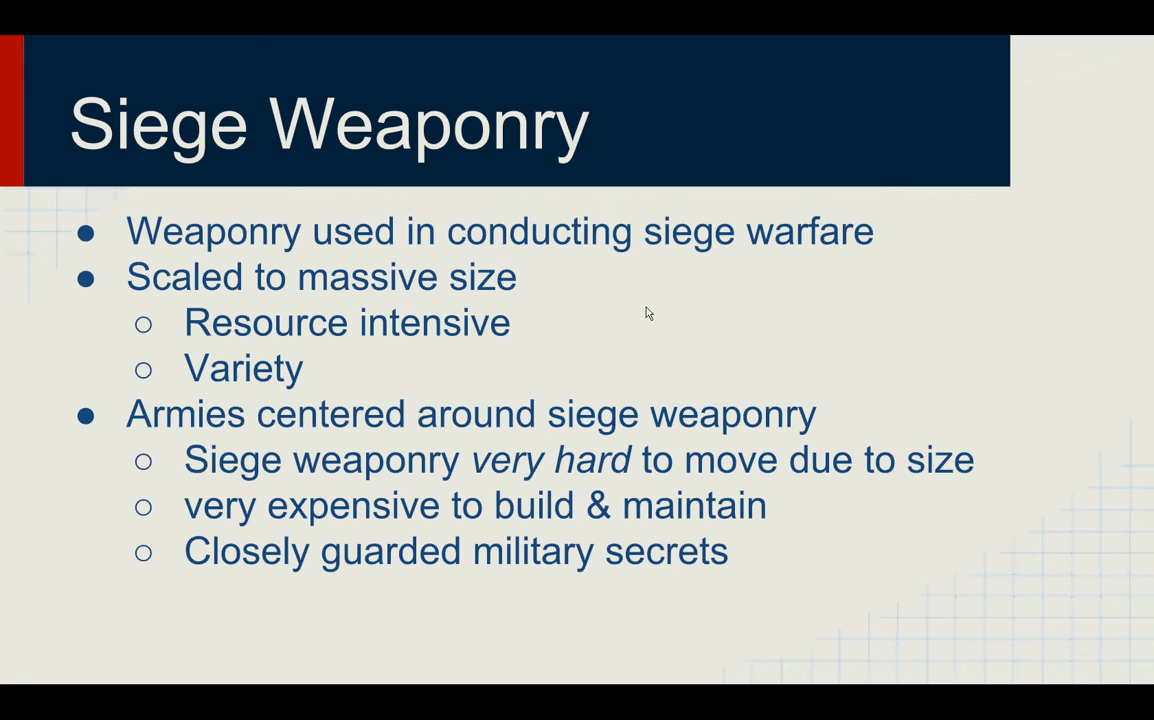 Siege Weaponry
● Weaponry used in conducting siege warfare
● Scaled to massive size
○ Resource intensive
○ Variety
● Armies centered around siege weaponry
○ Siege weaponry very hard to move due to size
○ very expensive to build & maintain
○ Closely guarded military secrets